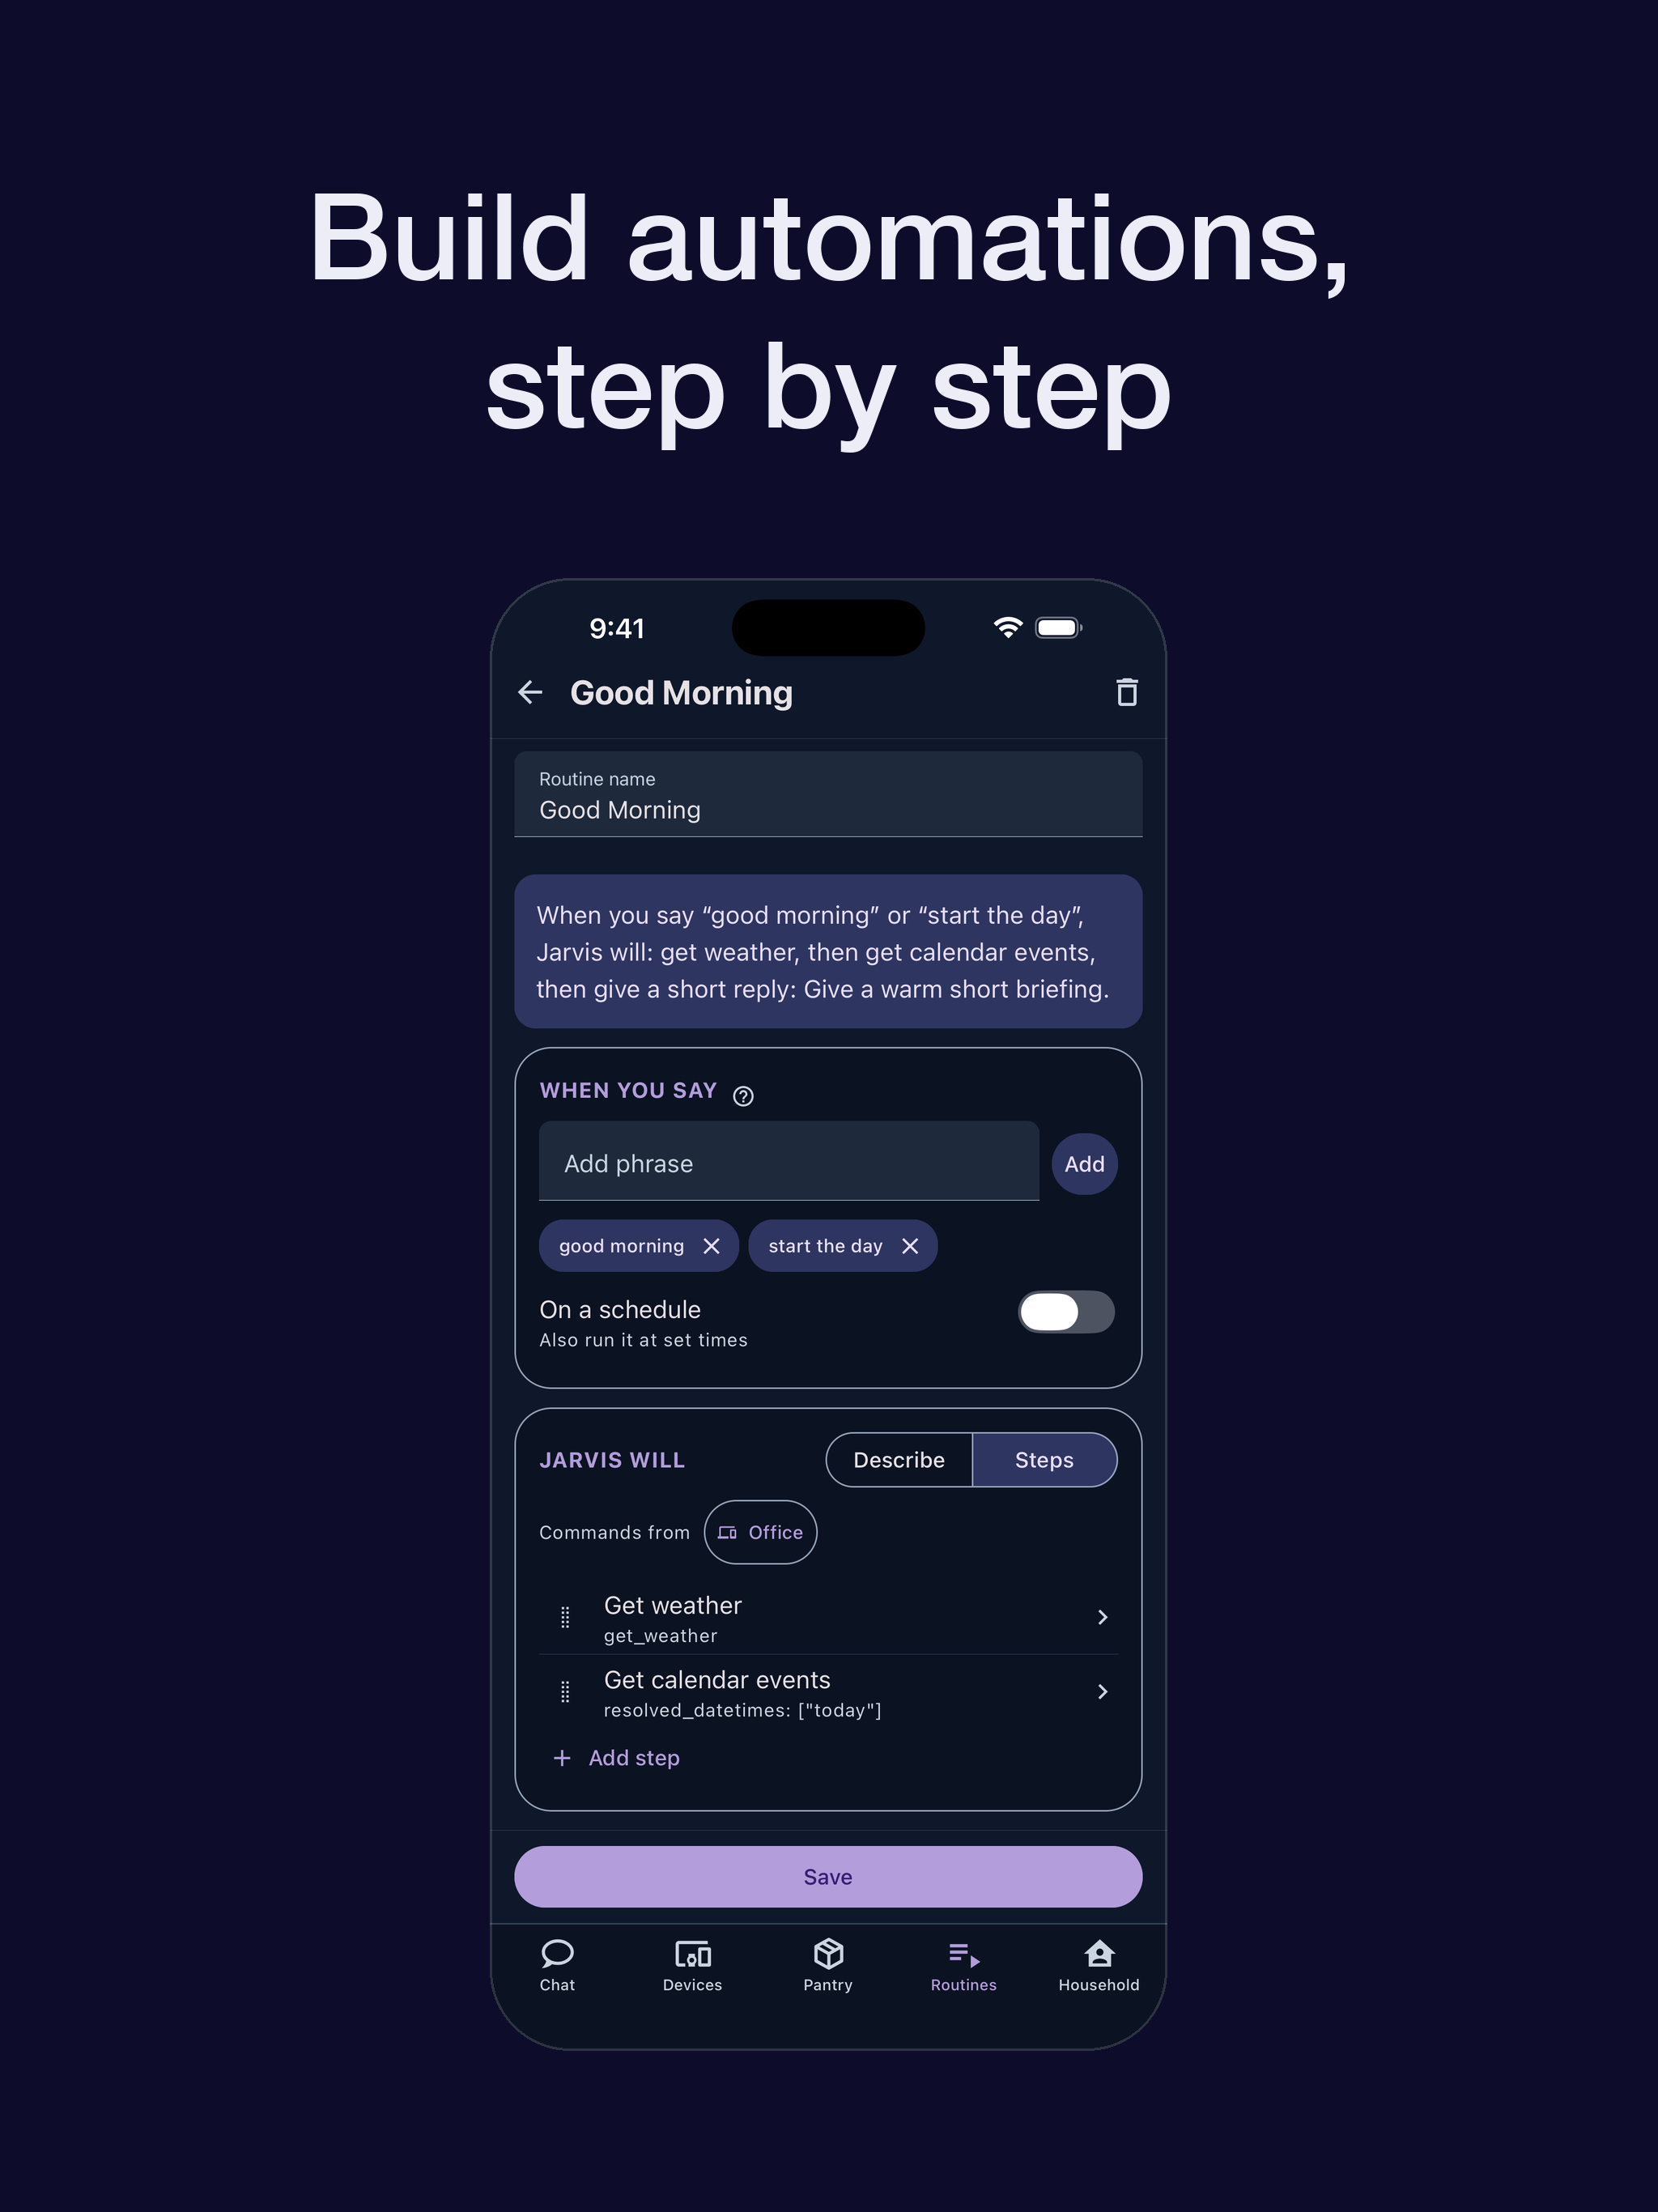 Build automations,
step by step
9:41
Good Morning
Routine name
Good Morning
When you say “good morning” or “start the day”,
Jarvis will: get weather, then get calendar events,
then give a short reply: Give a warm short briefing.
WHEN YOU SAY
Add phrase
Add
good morning
start the day
On a schedule
Also run it at set times
JARVIS WILL
Describe
Steps
Commands from
Office
Get weather
get_weather
Get calendar events
resolved_datetimes: ["today"]
+ Add step
Save
Chat
Devices
Pantry
Routines
Household